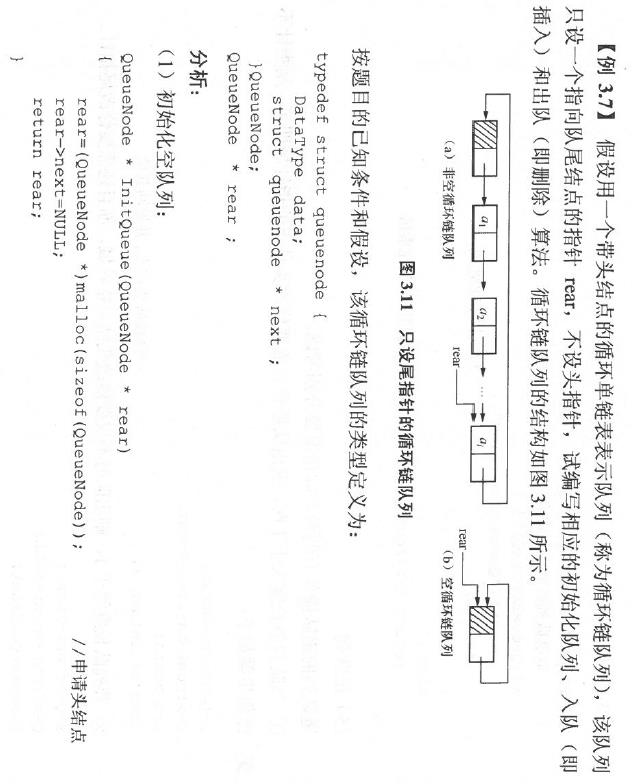 【例 3.7】 假设用一个带头结点的循环单链表表示队列（称为循环链队列），该队列
只设一个指向队尾结点的指针 rear，不设头指针，试编写相应的初始化队列、入队（即
插入）和出队（即删除）算法。循环链队列的结构如图 3.11 所示。
a₁ a₂ … aᵢ
rear
（a）非空循环链队列
rear
（b）空循环链队列
图 3.11 只设尾指针的循环链队列
按题目的已知条件和假设，该循环链队列的类型定义为：
typedef struct queuenode {
DataType data;
struct queuenode * next ;
}QueueNode;
QueueNode * rear ;
分析：
（1）初始化空队列：
QueueNode * InitQueue(QueueNode * rear)
{
rear=(QueueNode *)malloc(sizeof(QueueNode)); //申请头结点
rear->next=NULL;
return rear;
}